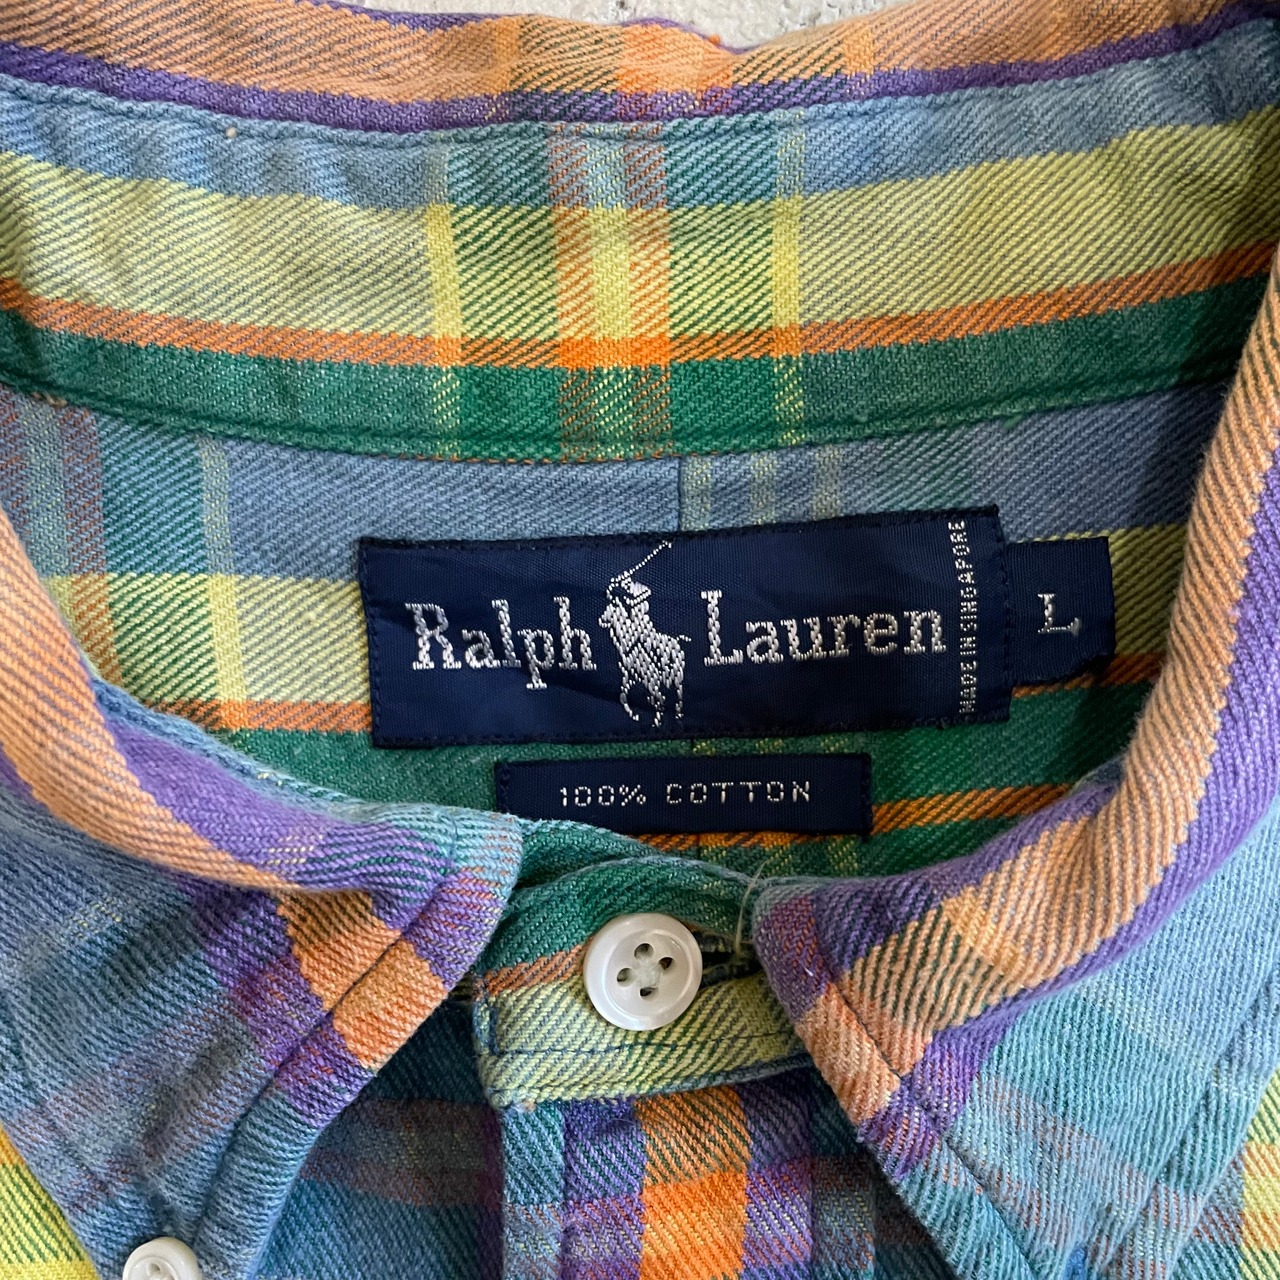 Ralph Lauren
MADE IN SINGAPORE
L
100% COTTON